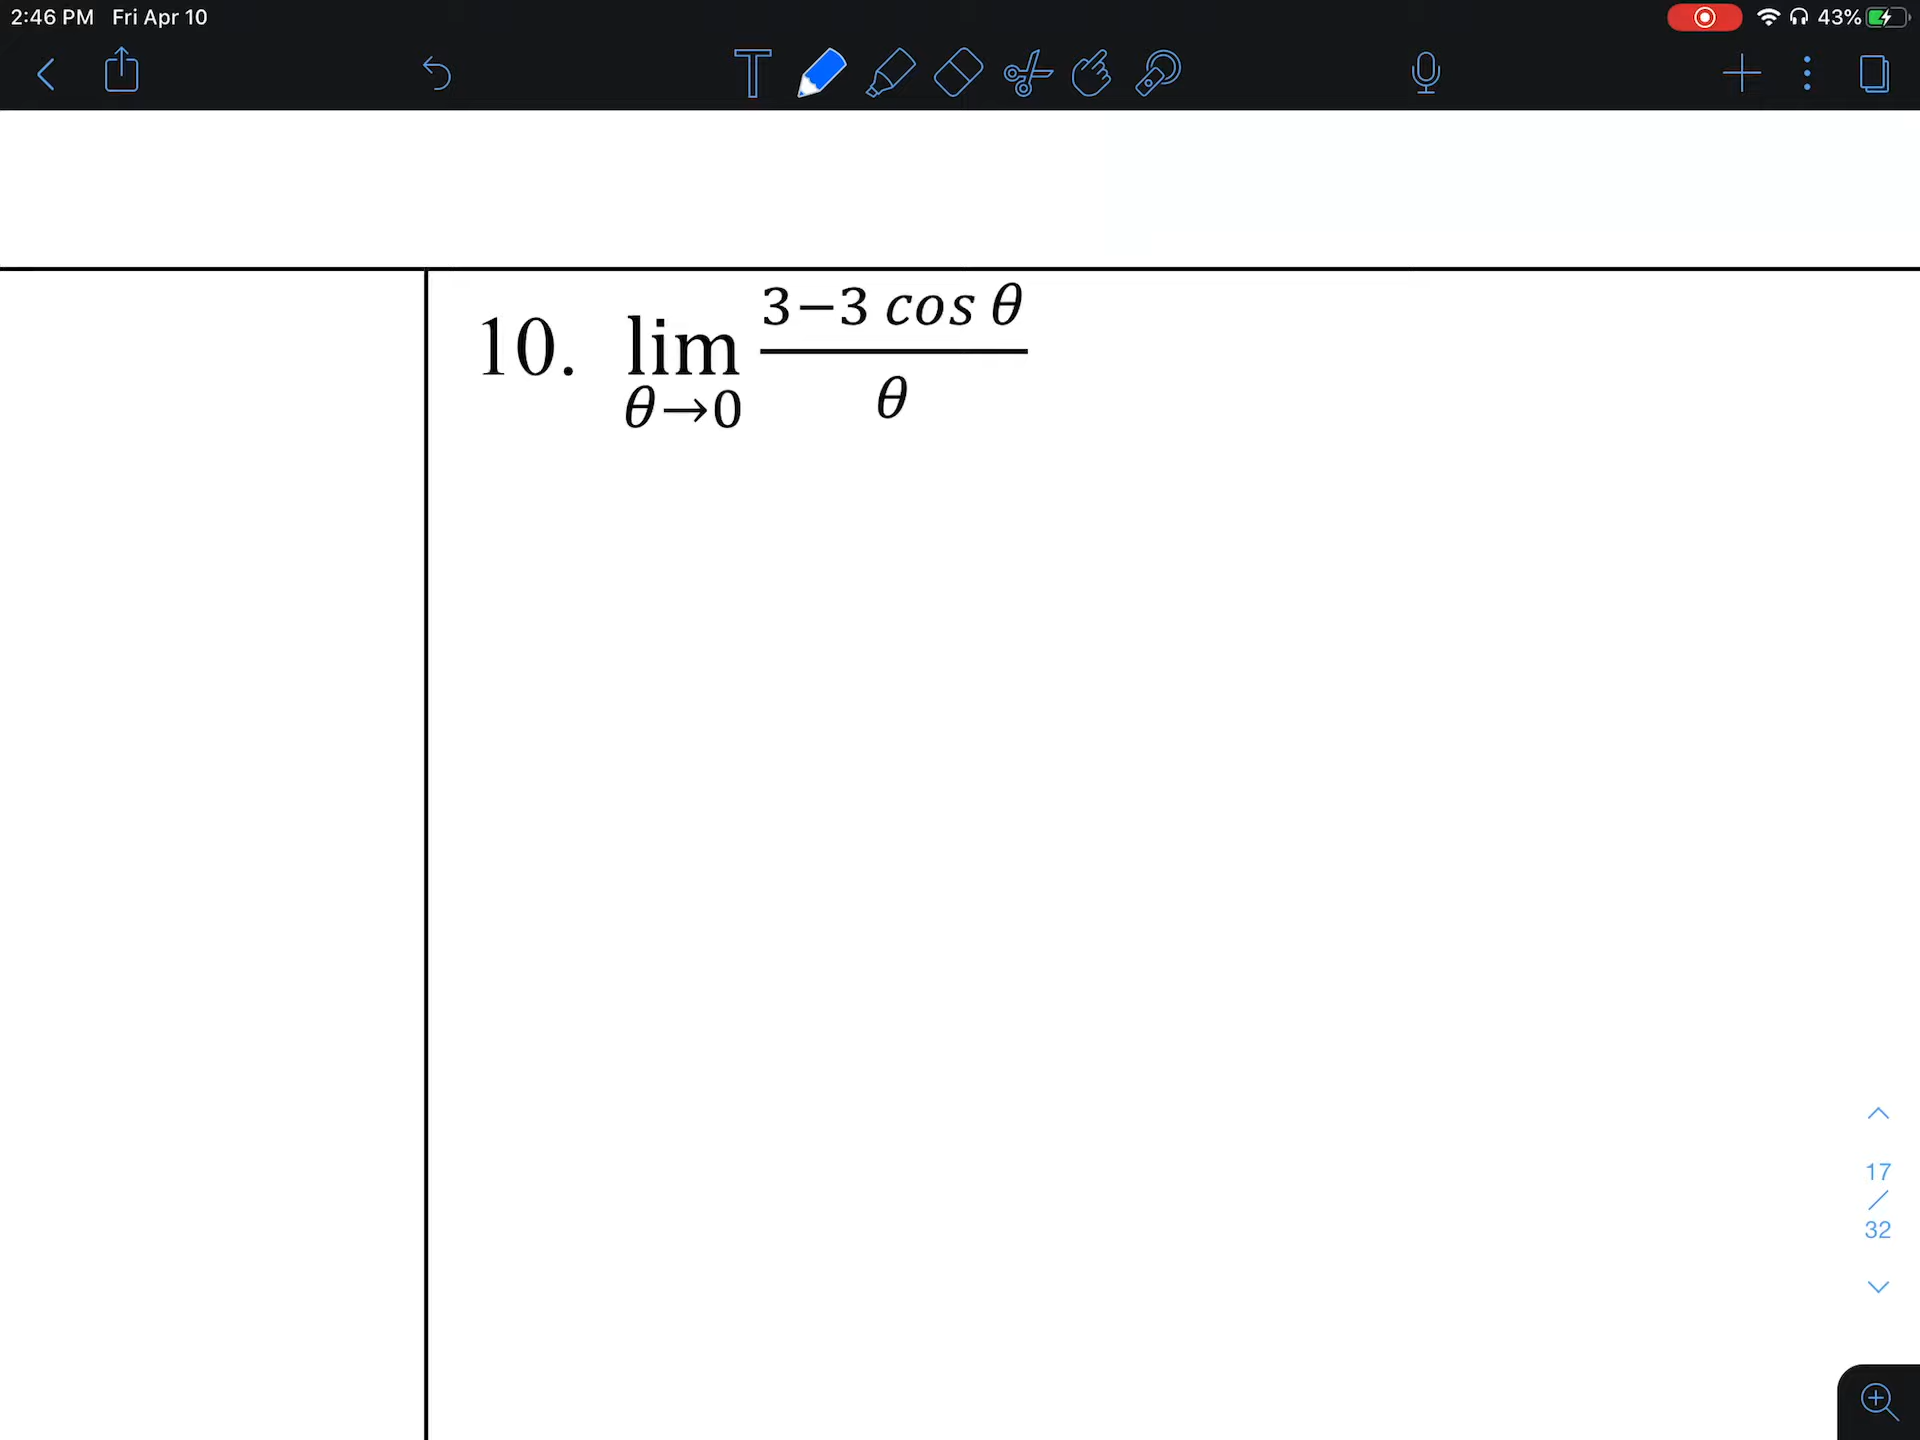 2:46 PM Fri Apr 10 43%
10. lim θ→0 3−3 cos θ / θ
17
/
32